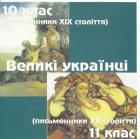 10 клас
(письменники XIX століття)
Великі українці
(письменники XX століття)
11 клас